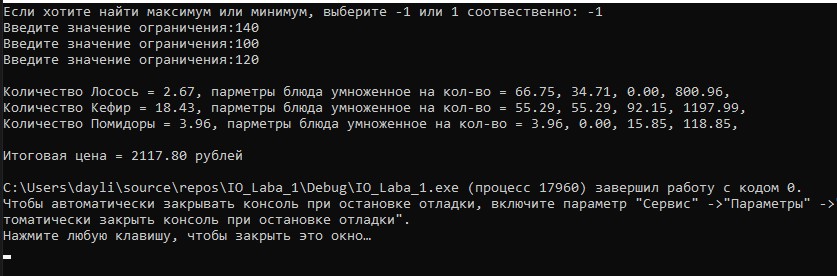 Если хотите найти максимум или минимум, выберите -1 или 1 соотвественно: -1
Введите значение ограничения:140
Введите значение ограничения:100
Введите значение ограничения:120
Количество Лосось = 2.67, парметры блюда умноженное на кол-во = 66.75, 34.71, 0.00, 800.96,
Количество Кефир = 18.43, парметры блюда умноженное на кол-во = 55.29, 55.29, 92.15, 1197.99,
Количество Помидоры = 3.96, парметры блюда умноженное на кол-во = 3.96, 0.00, 15.85, 118.85,
Итоговая цена = 2117.80 рублей
C:\Users\dayli\source\repos\IO_Laba_1\Debug\IO_Laba_1.exe (процесс 17960) завершил работу с кодом 0.
Чтобы автоматически закрывать консоль при остановке отладки, включите параметр "Сервис" ->"Параметры" ->
томатически закрыть консоль при остановке отладки".
Нажмите любую клавишу, чтобы закрыть это окно…